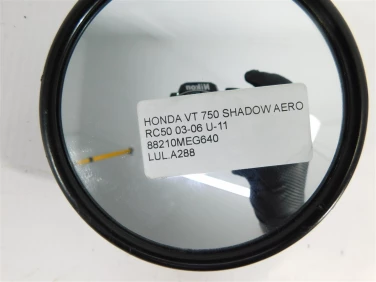 HONDA VT 750 SHADOW AERO
RC50 03-06 U-11
88210MEG640
LUL.A288